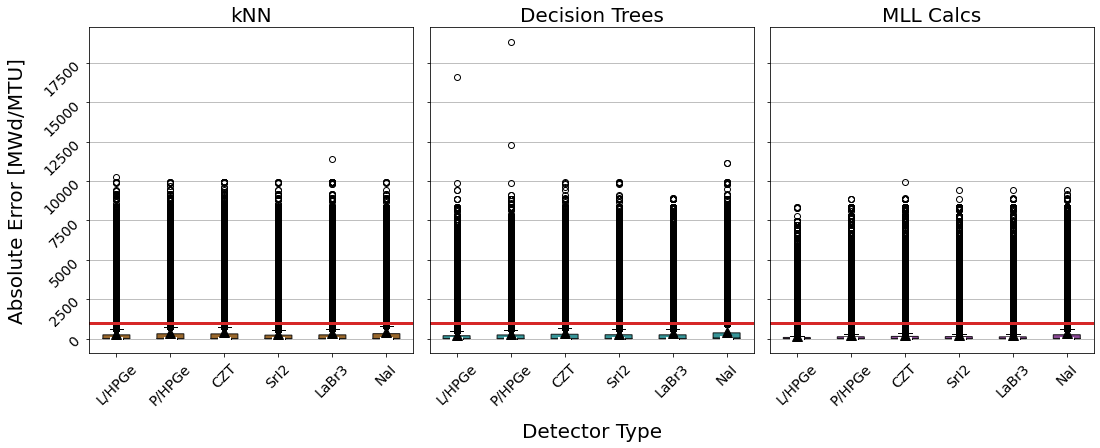 kNN Decision Trees MLL Calcs
Absolute Error [MWd/MTU]
17500
15000
12500
10000
7500
5000
2500
0
L/HPGe P/HPGe CZT SrI2 LaBr3 NaI L/HPGe P/HPGe CZT SrI2 LaBr3 NaI L/HPGe P/HPGe CZT SrI2 LaBr3 NaI
Detector Type